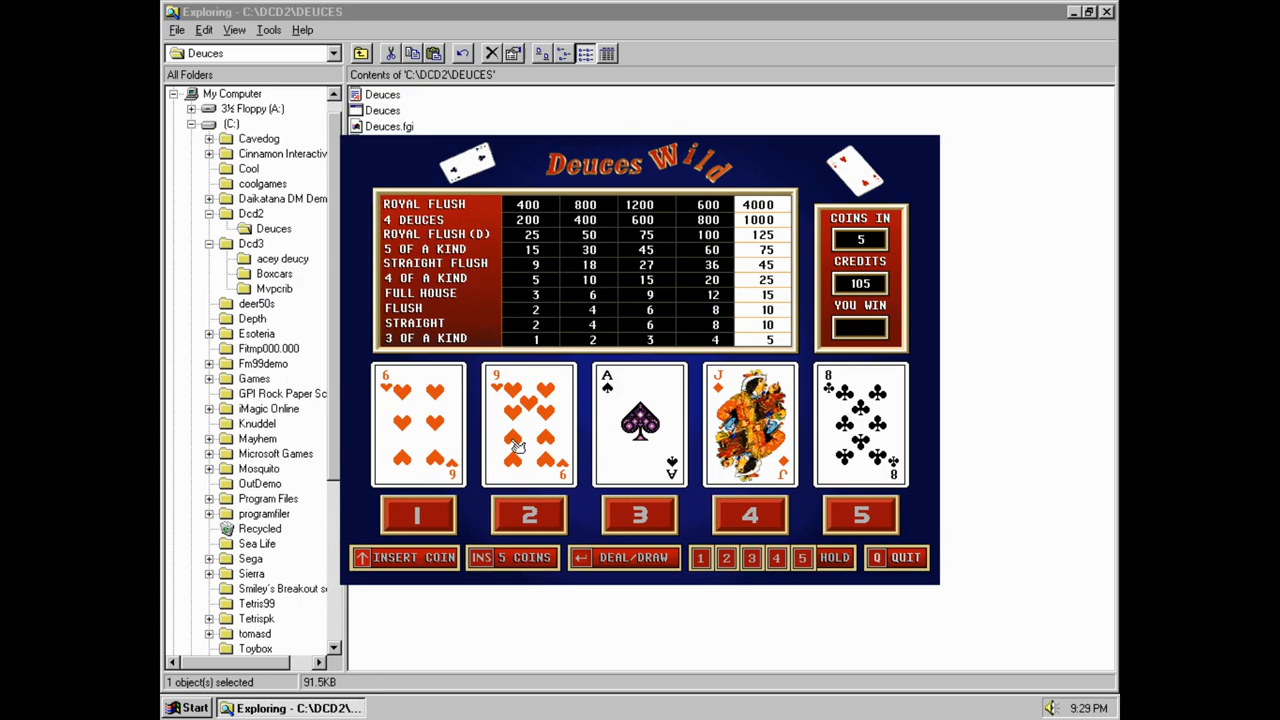 Exploring - C:\DCD2\DEUCES
File Edit View Tools Help
Deuces
All Folders
Contents of 'C:\DCD2\DEUCES'
My Computer
3½ Floppy (A:)
(C:)
Cavedog
Cinnamon Interactiv
Cool
coolgames
Daikatana DM Dem
Dcd2
Deuces
Dcd3
acey deucy
Boxcars
Mvpcrib
deer50s
Depth
Esoteria
Fitmp000.000
Fm99demo
Games
GPI Rock Paper Sc
iMagic Online
Knuddel
Mayhem
Microsoft Games
Mosquito
OutDemo
Program Files
programfiler
Recycled
Sea Life
Sega
Sierra
Smiley´s Breakout s
Tetris99
Tetrispk
tomasd
Toybox
Deuces
Deuces
Deuces.fgi
Deuces Wild
ROYAL FLUSH 400 800 1200 600 4000
4 DEUCES 200 400 600 800 1000
ROYAL FLUSH(D) 25 50 75 100 125
5 OF A KIND 15 30 45 60 75
STRAIGHT FLUSH 9 18 27 36 45
4 OF A KIND 5 10 15 20 25
FULL HOUSE 3 6 9 12 15
FLUSH 2 4 6 8 10
STRAIGHT 2 4 6 8 10
3 OF A KIND 1 2 3 4 5
COINS IN
5
CREDITS
105
YOU WIN
6 9 A J 8
6 9 A J 8
1 2 3 4 5
INSERT COIN INS 5 COINS DEAL/DRAW 1 2 3 4 5 HOLD Q QUIT
1 object(s) selected 91.5KB
Start Exploring - C:\DCD2\... 9:29 PM